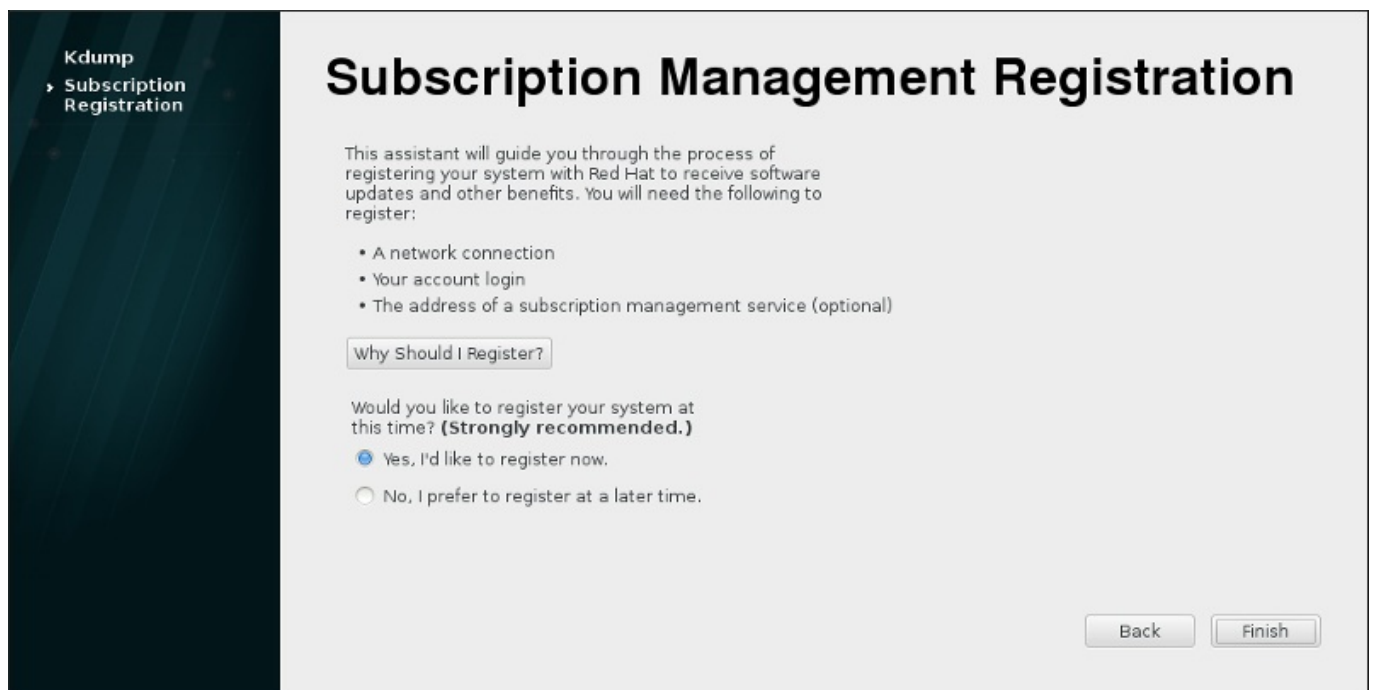 Kdump
Subscription
Registration
Subscription Management Registration
This assistant will guide you through the process of
registering your system with Red Hat to receive software
updates and other benefits. You will need the following to
register:
• A network connection
• Your account login
• The address of a subscription management service (optional)
Why Should I Register?
Would you like to register your system at
this time? (Strongly recommended.)
Yes, I'd like to register now.
No, I prefer to register at a later time.
Back
Finish